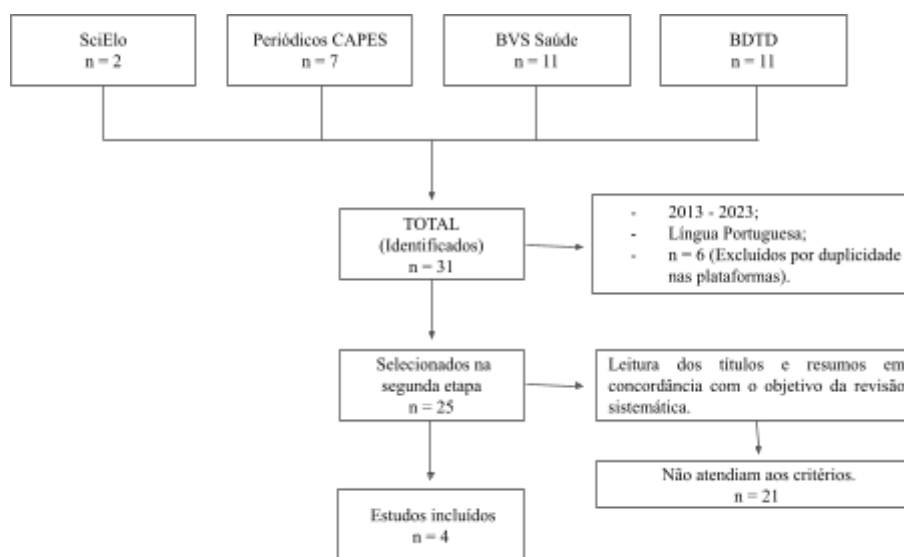 SciElo
n = 2
Periódicos CAPES
n = 7
BVS Saúde
n = 11
BDTD
n = 11
TOTAL
(Identificados)
n = 31
- 2013 - 2023;
- Língua Portuguesa;
- n = 6 (Excluídos por duplicidade
nas plataformas).
Selecionados na
segunda etapa
n = 25
Leitura dos títulos e resumos em
concordância com o objetivo da revisão
sistemática.
Não atendiam aos critérios.
n = 21
Estudos incluídos
n = 4